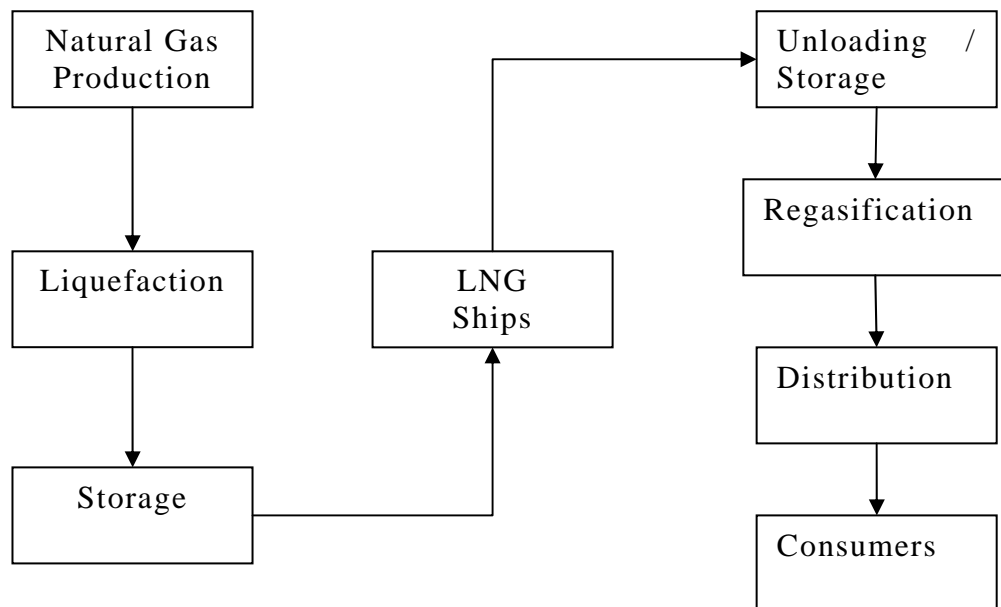 Natural Gas
Production
Liquefaction
Storage
LNG
Ships
Unloading /
Storage
Regasification
Distribution
Consumers